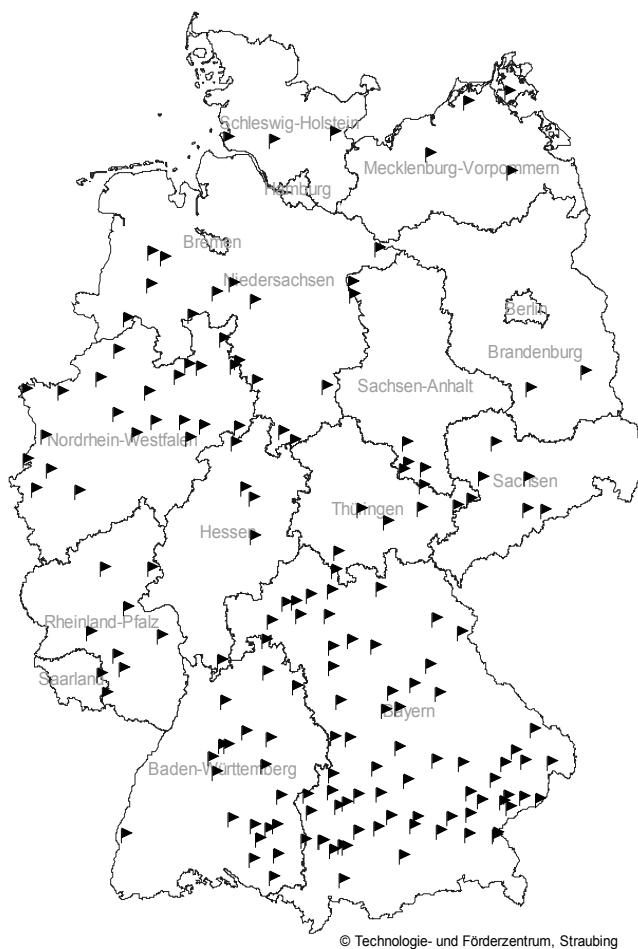 Schleswig-Holstein
Mecklenburg-Vorpommern
Hamburg
Bremen
Niedersachsen
Berlin
Brandenburg
Sachsen-Anhalt
Nordrhein-Westfalen
Sachsen
Thüringen
Hessen
Rheinland-Pfalz
Saarland
Bayern
Baden-Württemberg
© Technologie- und Förderzentrum, Straubing